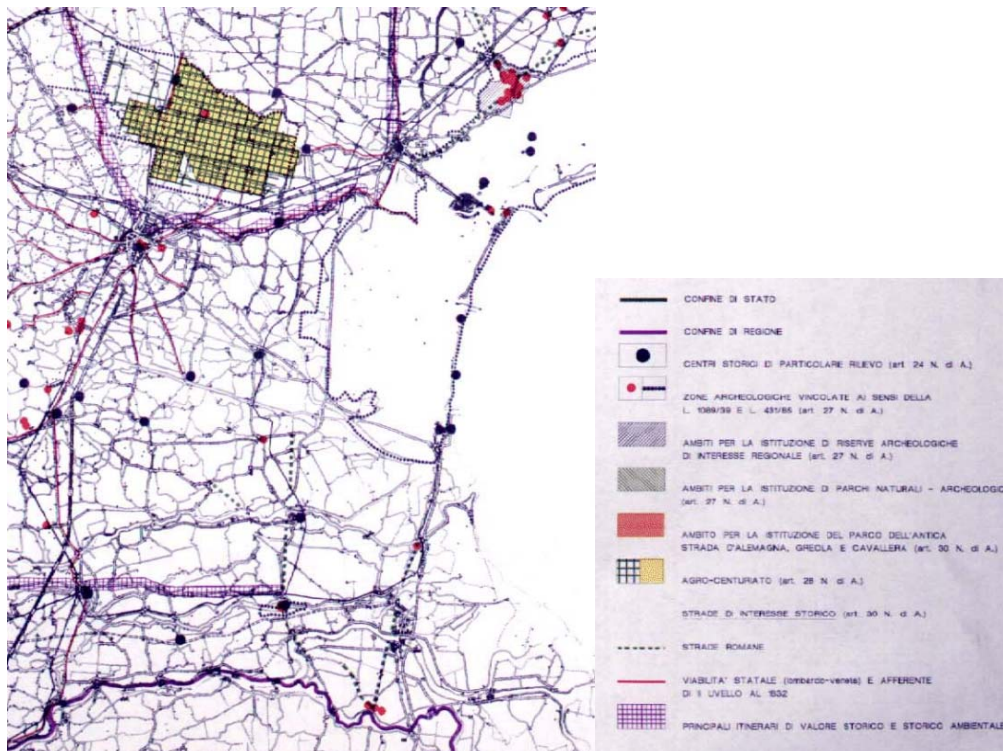 CONFINE DI STATO
CONFINE DI REGIONE
CENTRI STORICI DI PARTICOLARE RILIEVO (art. 24 N. di A.)
ZONE ARCHEOLOGICHE VINCOLATE AI SENSI DELLA
L. 1089/39 E L. 431/85 (art. 27 N. di A.)
AMBITI PER LA ISTITUZIONE DI RISERVE ARCHEOLOGICHE
DI INTERESSE REGIONALE (art. 27 N. di A.)
AMBITI PER LA ISTITUZIONE DI PARCHI NATURALI - ARCHEOLOGIC
(art. 27 N. di A.)
AMBITO PER LA ISTITUZIONE DEL PARCO DELL'ANTICA
STRADA D'ALEMAGNA, GREOLA E CAVALLERA (art. 30 N. di A.)
AGRO-CENTURIATO (art. 28 N. di A.)
STRADE DI INTERESSE STORICO (art. 30 N. di A.)
STRADE ROMANE
VIABILITA' STATALE (lombardo-veneta) E AFFERENTE
DI II LIVELLO AL 1832
PRINCIPALI ITINERARI DI VALORE STORICO E STORICO AMBIENTALE